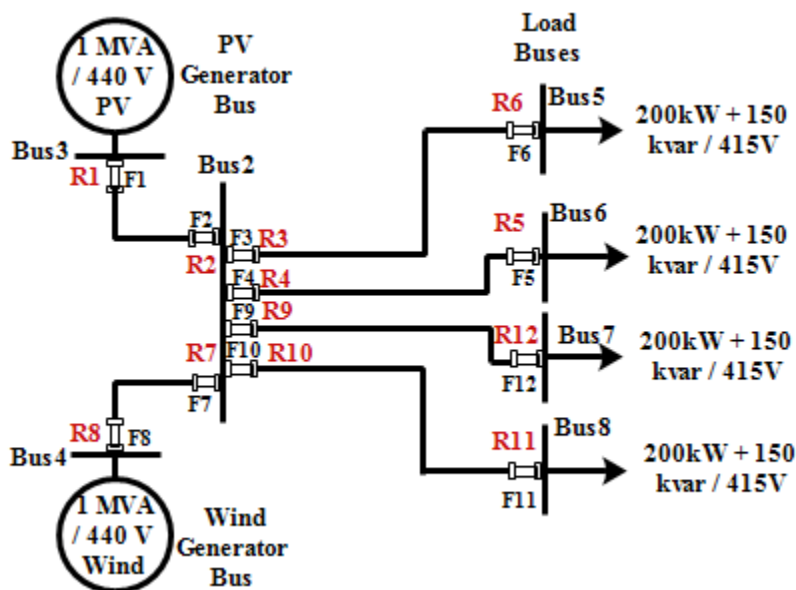 1 MVA
/ 440 V
PV
PV
Generator
Bus
Bus3
R1
F1
Bus2
F2
R2
F3
R3
F4
R4
F9
R9
F10
R10
R7
F7
R8
F8
Bus4
1 MVA
/ 440 V
Wind
Wind
Generator
Bus
Load
Buses
R6
F6
Bus5
200kW + 150
kvar / 415V
R5
F5
Bus6
200kW + 150
kvar / 415V
R12
F12
Bus7
200kW + 150
kvar / 415V
R11
F11
Bus8
200kW + 150
kvar / 415V